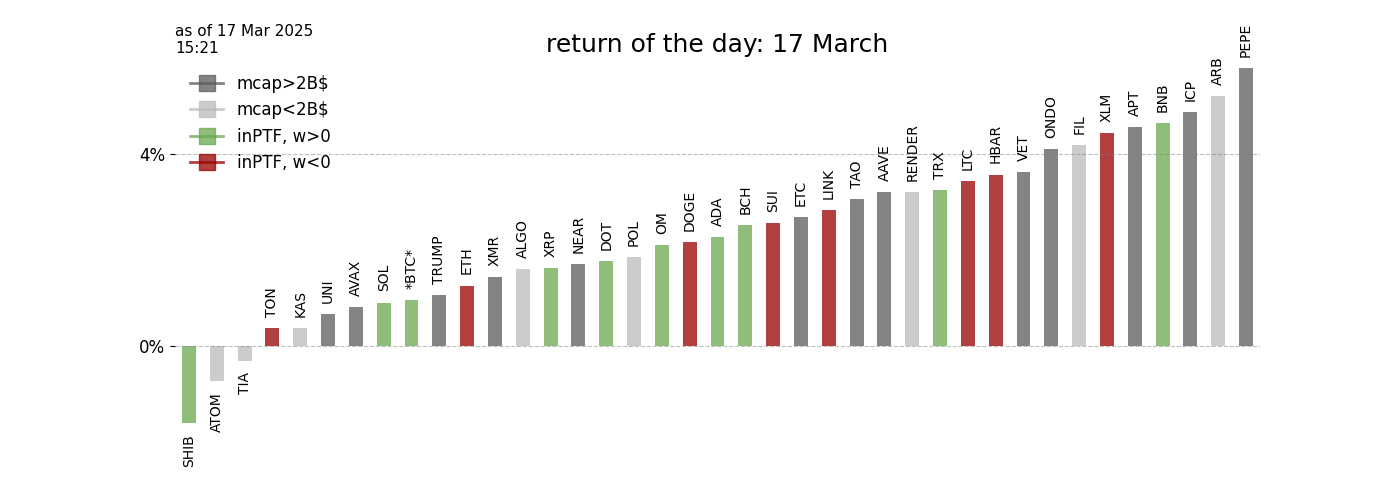 as of 17 Mar 2025
15:21
return of the day: 17 March
mcap>2B$
mcap<2B$
inPTF, w>0
inPTF, w<0
4%
0%
SHIB
ATOM
TIA
TON
KAS
UNI
AVAX
SOL
*BTC*
TRUMP
ETH
XMR
ALGO
XRP
NEAR
DOT
POL
OM
DOGE
ADA
BCH
SUI
ETC
LINK
TAO
AAVE
RENDER
TRX
LTC
HBAR
VET
ONDO
FIL
XLM
APT
BNB
ICP
ARB
PEPE